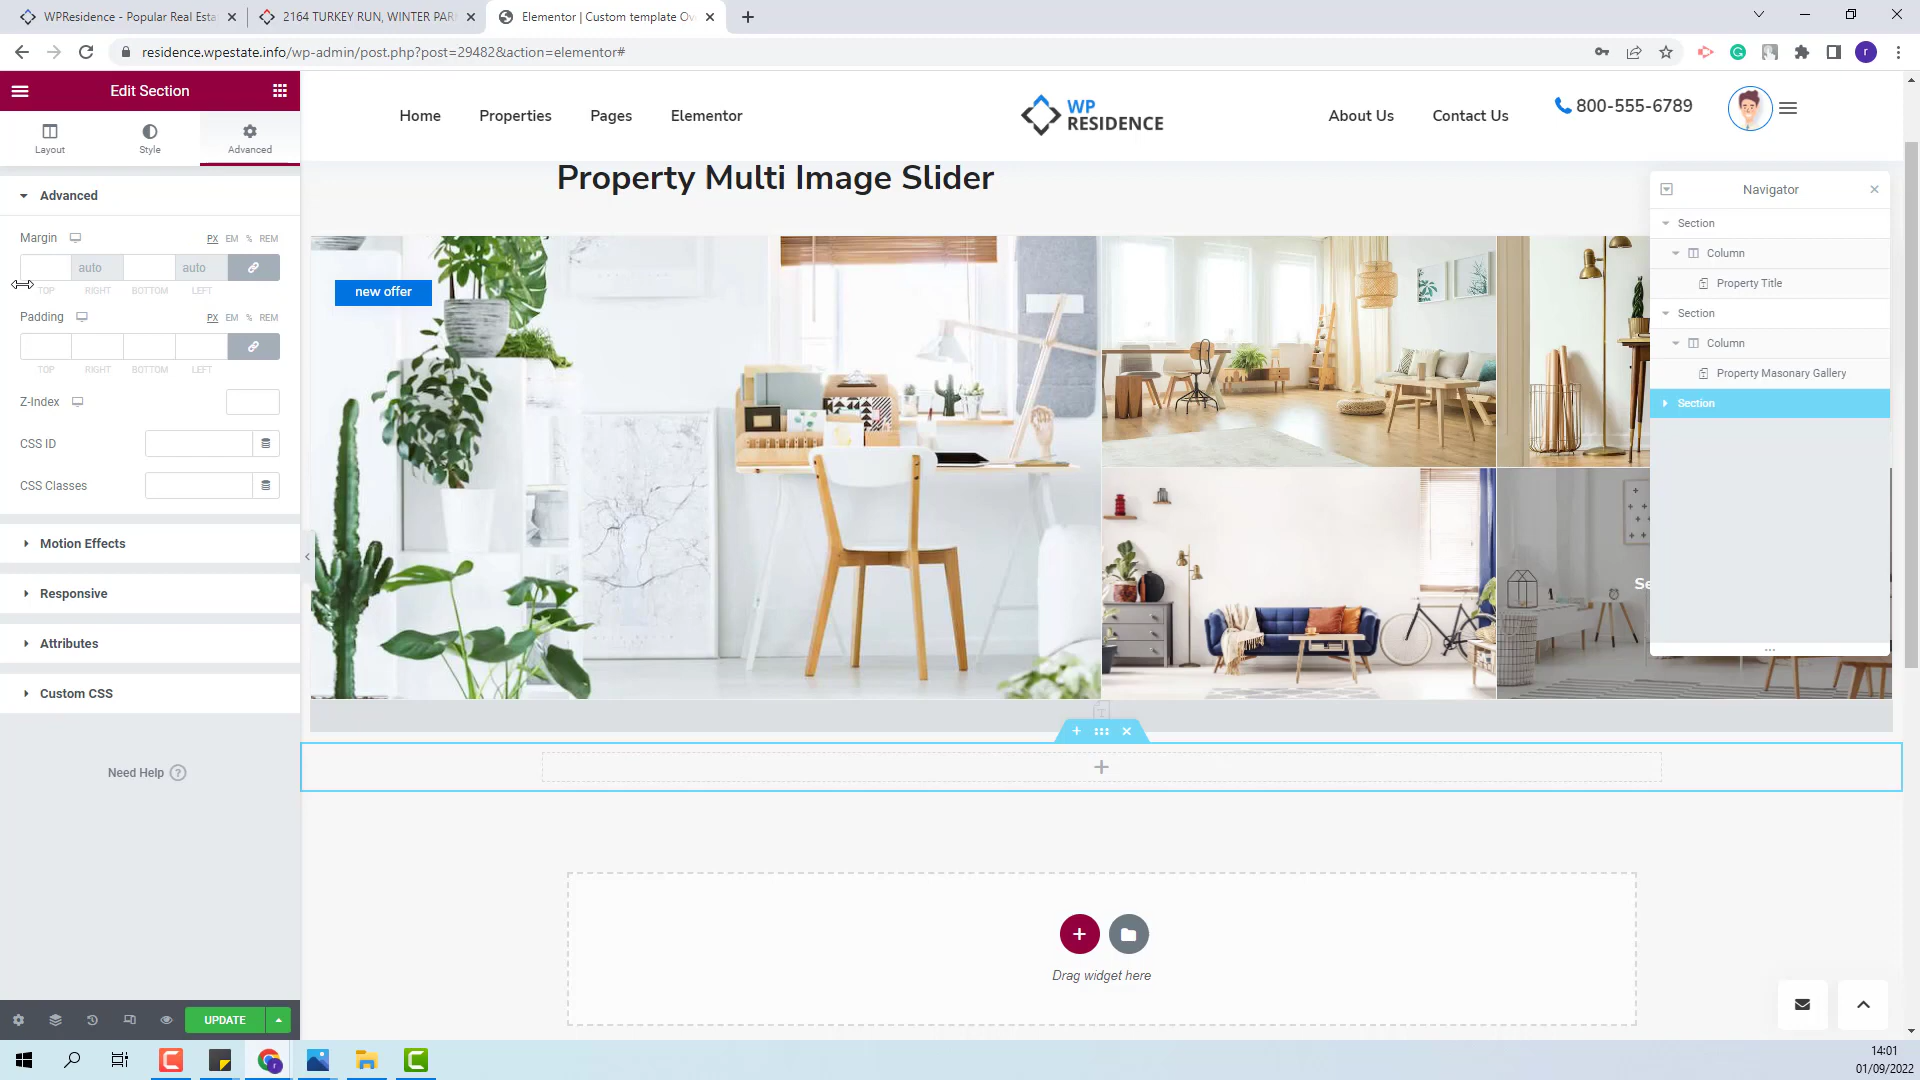 WPResidence - Popular Real Esta
2164 TURKEY RUN, WINTER PAR
Elementor | Custom template Ov
residence.wpestate.info/wp-admin/post.php?post=29482&action=elementor#
r
Edit Section
Layout
Style
Advanced
Advanced
Margin
PX EM % REM
auto
auto
TOP RIGHT BOTTOM LEFT
Padding
PX EM % REM
TOP RIGHT BOTTOM LEFT
Z-Index
CSS ID
CSS Classes
Motion Effects
Responsive
Attributes
Custom CSS
Need Help ?
UPDATE
Home
Properties
Pages
Elementor
WP
RESIDENCE
About Us
Contact Us
800-555-6789
Property Multi Image Slider
new offer
Se
Navigator
Section
Column
Property Title
Section
Column
Property Masonary Gallery
Section
Drag widget here
14:01
01/09/2022